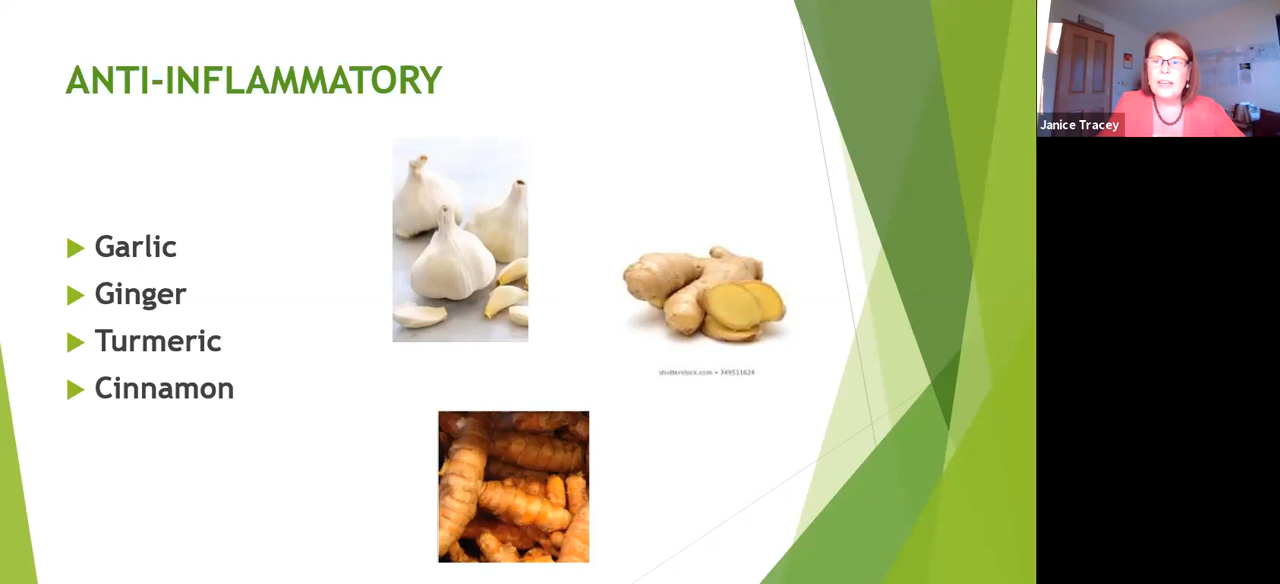 ANTI-INFLAMMATORY
Garlic
Ginger
Turmeric
Cinnamon
shutterstock.com • 349511624
Janice Tracey